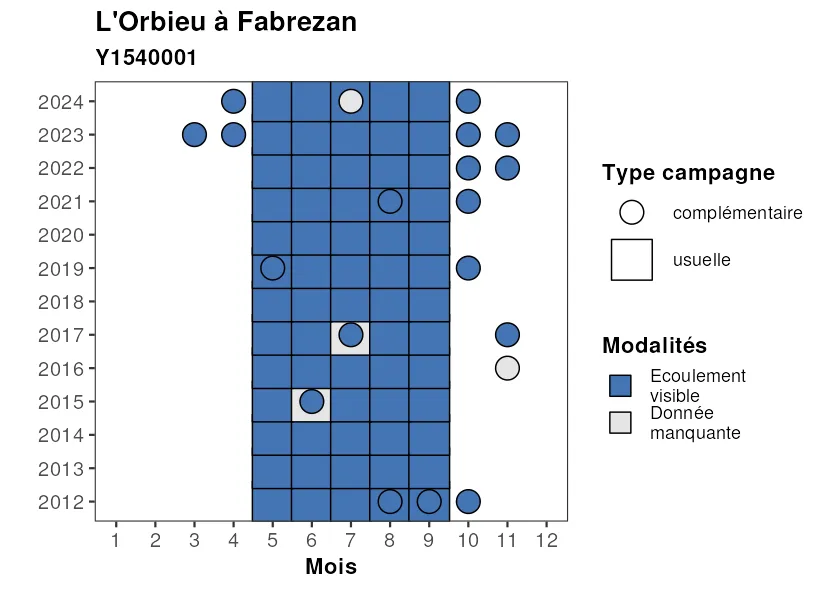 L'Orbieu à Fabrezan
Y1540001
2024
2023
2022
2021
2020
2019
2018
2017
2016
2015
2014
2013
2012
1 2 3 4 5 6 7 8 9 10 11 12
Mois
Type campagne
complémentaire
usuelle
Modalités
Ecoulement
visible
Donnée
manquante